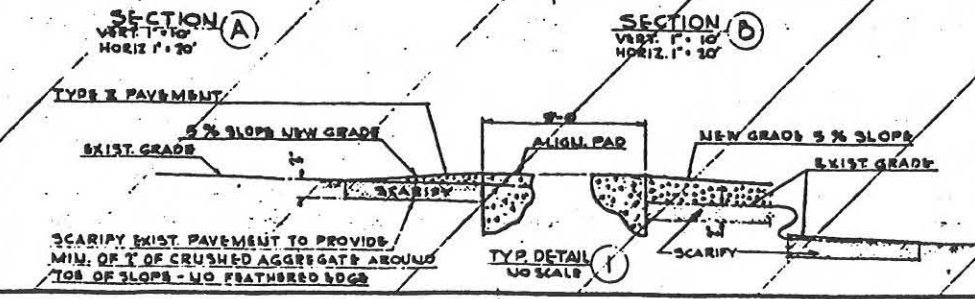 SECTION A
VERT. 1" = 10'
HORIZ 1" = 20'
SECTION B
VERT. 1" = 10'
HORIZ. 1" = 20'
TYPE II PAVEMENT
5% SLOPE NEW GRADE
EXIST. GRADE
ALIGN. PAD
NEW GRADE 5% SLOPE
EXIST GRADE
SCARIFY
SCARIFY EXIST. PAVEMENT TO PROVIDE
MIN. OF 2" OF CRUSHED AGGREGATE AROUND
TOE OF SLOPE - NO FEATHERED EDGE
TYP. DETAIL 1
NO SCALE
SCARIFY